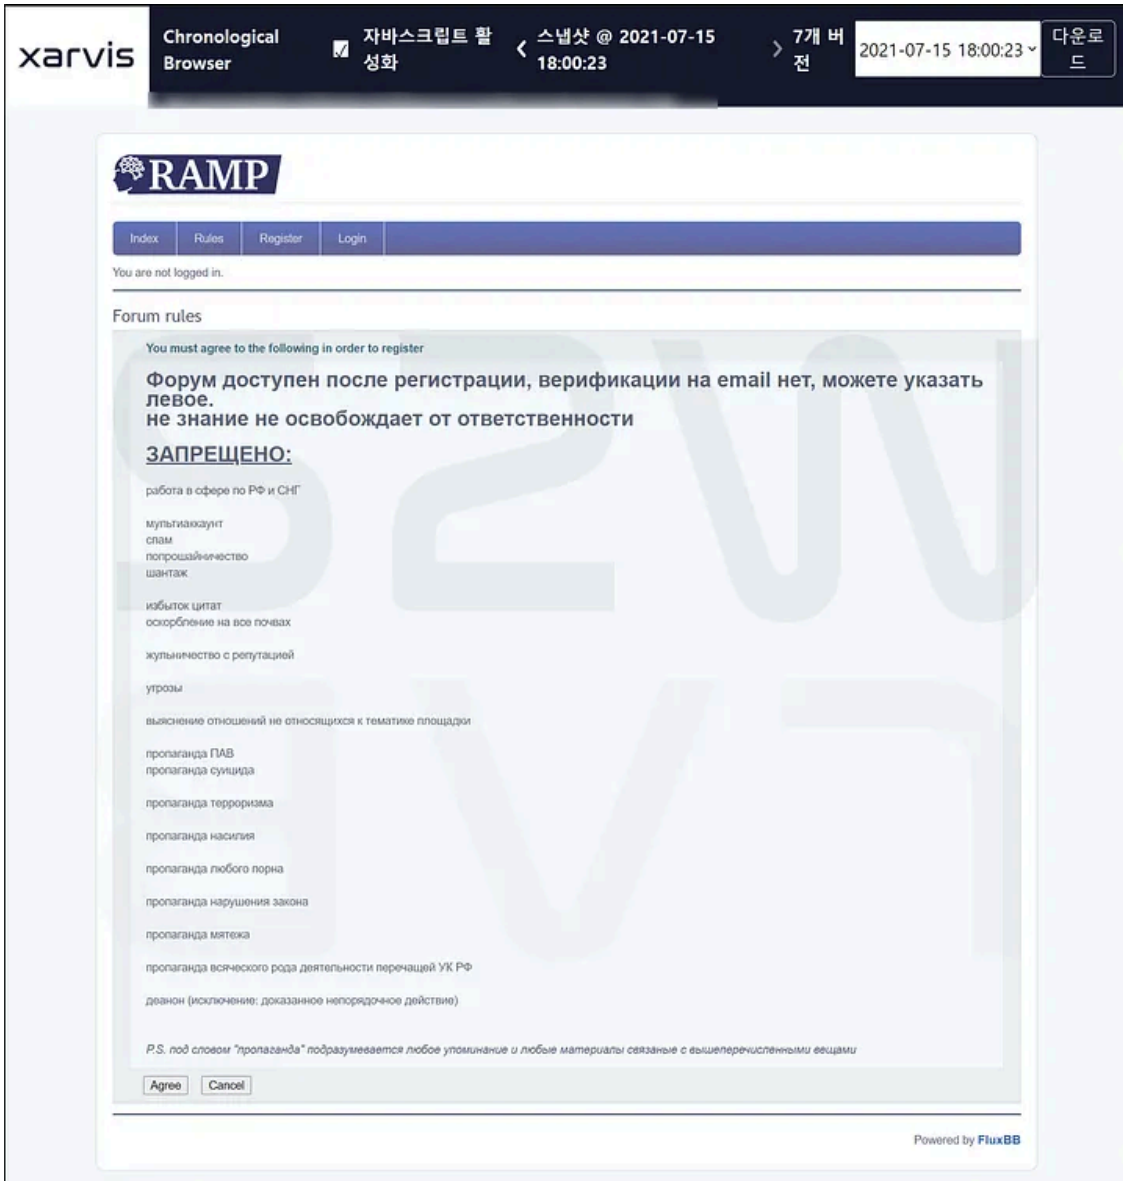 xarvis
Chronological
Browser
자바스크립트 활
성화
스냅샷 @ 2021-07-15
18:00:23
7개 버
전
2021-07-15 18:00:23
다운로
드
RAMP
Index
Rules
Register
Login
You are not logged in.
Forum rules
You must agree to the following in order to register
Форум доступен после регистрации, верификации на email нет, можете указать
левое.
не знание не освобождает от ответственности
ЗАПРЕЩЕНО:
работа в сфере по РФ и СНГ
мультиаккаунт
спам
попрошайничество
шантаж
избыток цитат
оскорбление на все почвах
жульничество с репутацией
угрозы
выяснение отношений не относящихся к тематике площадки
пропаганда ПАВ
пропаганда суицида
пропаганда терроризма
пропаганда насилия
пропаганда любого порна
пропаганда нарушения закона
пропаганда мятежа
пропаганда всяческого рода деятельности перечащей УК РФ
деанон (исключение: доказанное непорядочное действие)
P.S. под словом "пропаганда" подразумевается любое упоминание и любые материалы связаные с вышеперечисленными вещами
Agree
Cancel
Powered by FluxBB
S2W